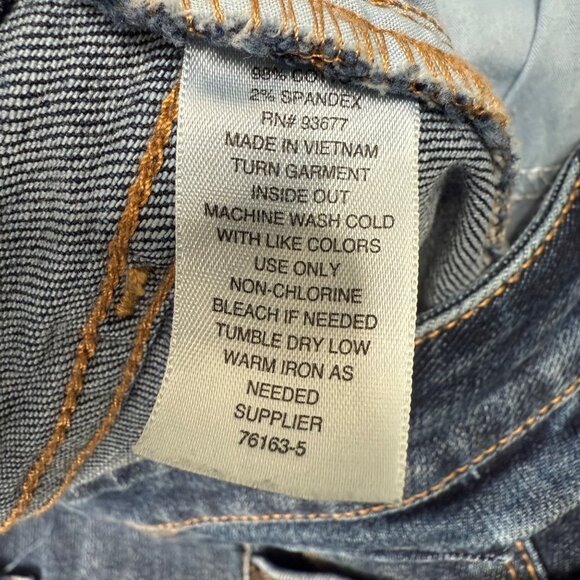 2% SPANDEX
RN# 93677
MADE IN VIETNAM
TURN GARMENT
INSIDE OUT
MACHINE WASH COLD
WITH LIKE COLORS
USE ONLY
NON-CHLORINE
BLEACH IF NEEDED
TUMBLE DRY LOW
WARM IRON AS
NEEDED
SUPPLIER
76163-5